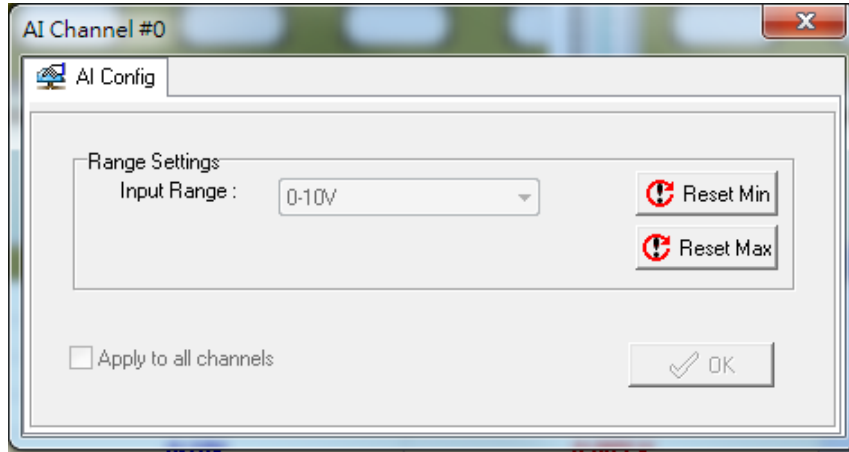 AI Channel #0
AI Config
Range Settings
Input Range :
0-10V
Reset Min
Reset Max
Apply to all channels
OK